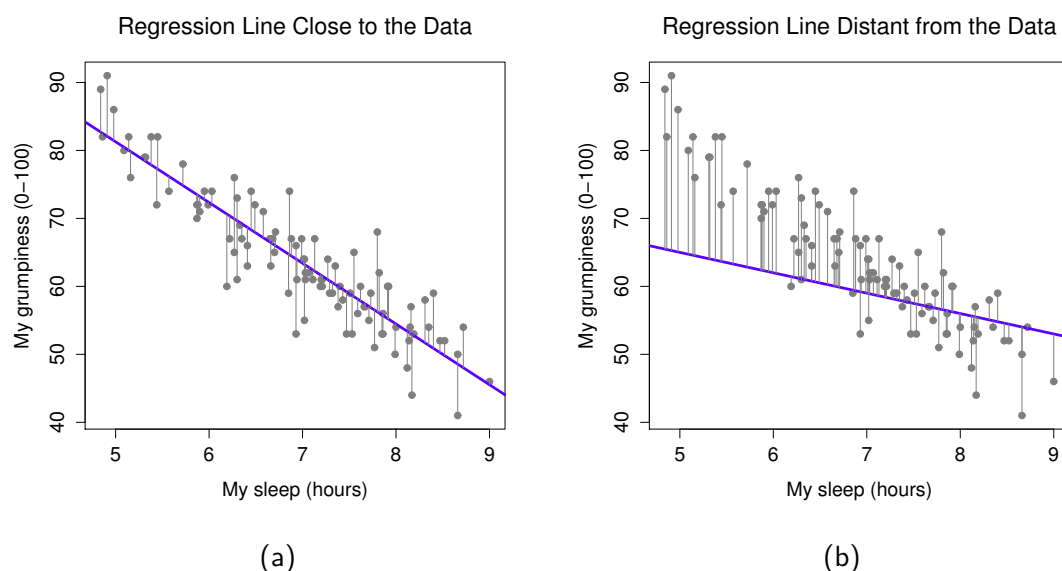 Regression Line Close to the Data
My grumpiness (0−100)
90
80
70
60
50
40
5 6 7 8 9
My sleep (hours)
(a)
Regression Line Distant from the Data
My grumpiness (0−100)
90
80
70
60
50
40
5 6 7 8 9
My sleep (hours)
(b)